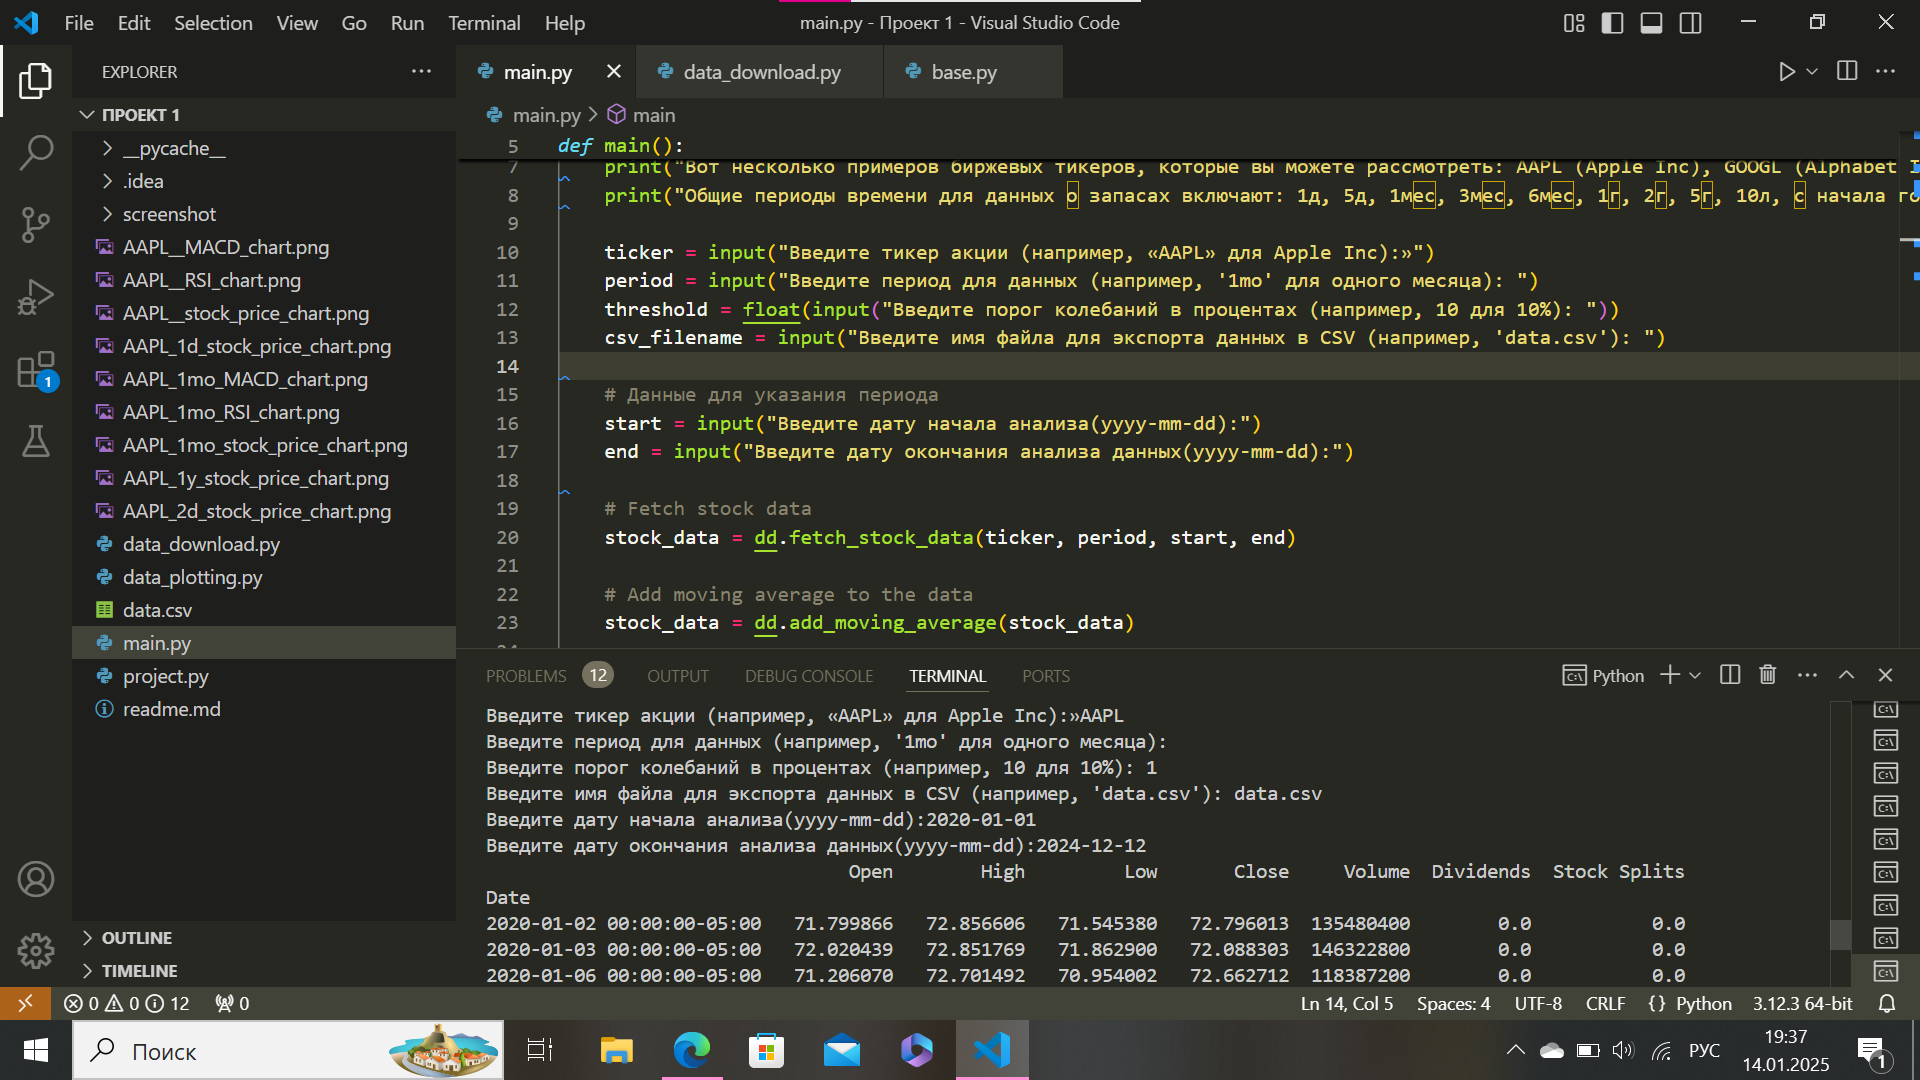 File Edit Selection View Go Run Terminal Help
main.py - Проект 1 - Visual Studio Code
EXPLORER
ПРОЕКТ 1
__pycache__
.idea
screenshot
AAPL__MACD_chart.png
AAPL__RSI_chart.png
AAPL__stock_price_chart.png
AAPL_1d_stock_price_chart.png
AAPL_1mo_MACD_chart.png
AAPL_1mo_RSI_chart.png
AAPL_1mo_stock_price_chart.png
AAPL_1y_stock_price_chart.png
AAPL_2d_stock_price_chart.png
data_download.py
data_plotting.py
data.csv
main.py
project.py
readme.md
OUTLINE
TIMELINE
1
main.py data_download.py base.py
main.py > main
5 def main():
7 print("Вот несколько примеров биржевых тикеров, которые вы можете рассмотреть: AAPL (Apple Inc), GOOGL (Alphabet I
8 print("Общие периоды времени для данных о запасах включают: 1д, 5д, 1мес, 3мес, 6мес, 1г, 2г, 5г, 10л, с начала го
9
10 ticker = input("Введите тикер акции (например, «AAPL» для Apple Inc):»")
11 period = input("Введите период для данных (например, '1mo' для одного месяца): ")
12 threshold = float(input("Введите порог колебаний в процентах (например, 10 для 10%): "))
13 csv_filename = input("Введите имя файла для экспорта данных в CSV (например, 'data.csv'): ")
14
15 # Данные для указания периода
16 start = input("Введите дату начала анализа(yyyy-mm-dd):")
17 end = input("Введите дату окончания анализа данных(yyyy-mm-dd):")
18
19 # Fetch stock data
20 stock_data = dd.fetch_stock_data(ticker, period, start, end)
21
22 # Add moving average to the data
23 stock_data = dd.add_moving_average(stock_data)
PROBLEMS 12 OUTPUT DEBUG CONSOLE TERMINAL PORTS Python
Введите тикер акции (например, «AAPL» для Apple Inc):»AAPL
Введите период для данных (например, '1mo' для одного месяца):
Введите порог колебаний в процентах (например, 10 для 10%): 1
Введите имя файла для экспорта данных в CSV (например, 'data.csv'): data.csv
Введите дату начала анализа(yyyy-mm-dd):2020-01-01
Введите дату окончания анализа данных(yyyy-mm-dd):2024-12-12
Open High Low Close Volume Dividends Stock Splits
Date
2020-01-02 00:00:00-05:00 71.799866 72.856606 71.545380 72.796013 135480400 0.0 0.0
2020-01-03 00:00:00-05:00 72.020439 72.851769 71.862900 72.088303 146322800 0.0 0.0
2020-01-06 00:00:00-05:00 71.206070 72.701492 70.954002 72.662712 118387200 0.0 0.0
0 0 12 0 Ln 14, Col 5 Spaces: 4 UTF-8 CRLF {} Python 3.12.3 64-bit
Поиск
РУС
19:37
14.01.2025
1